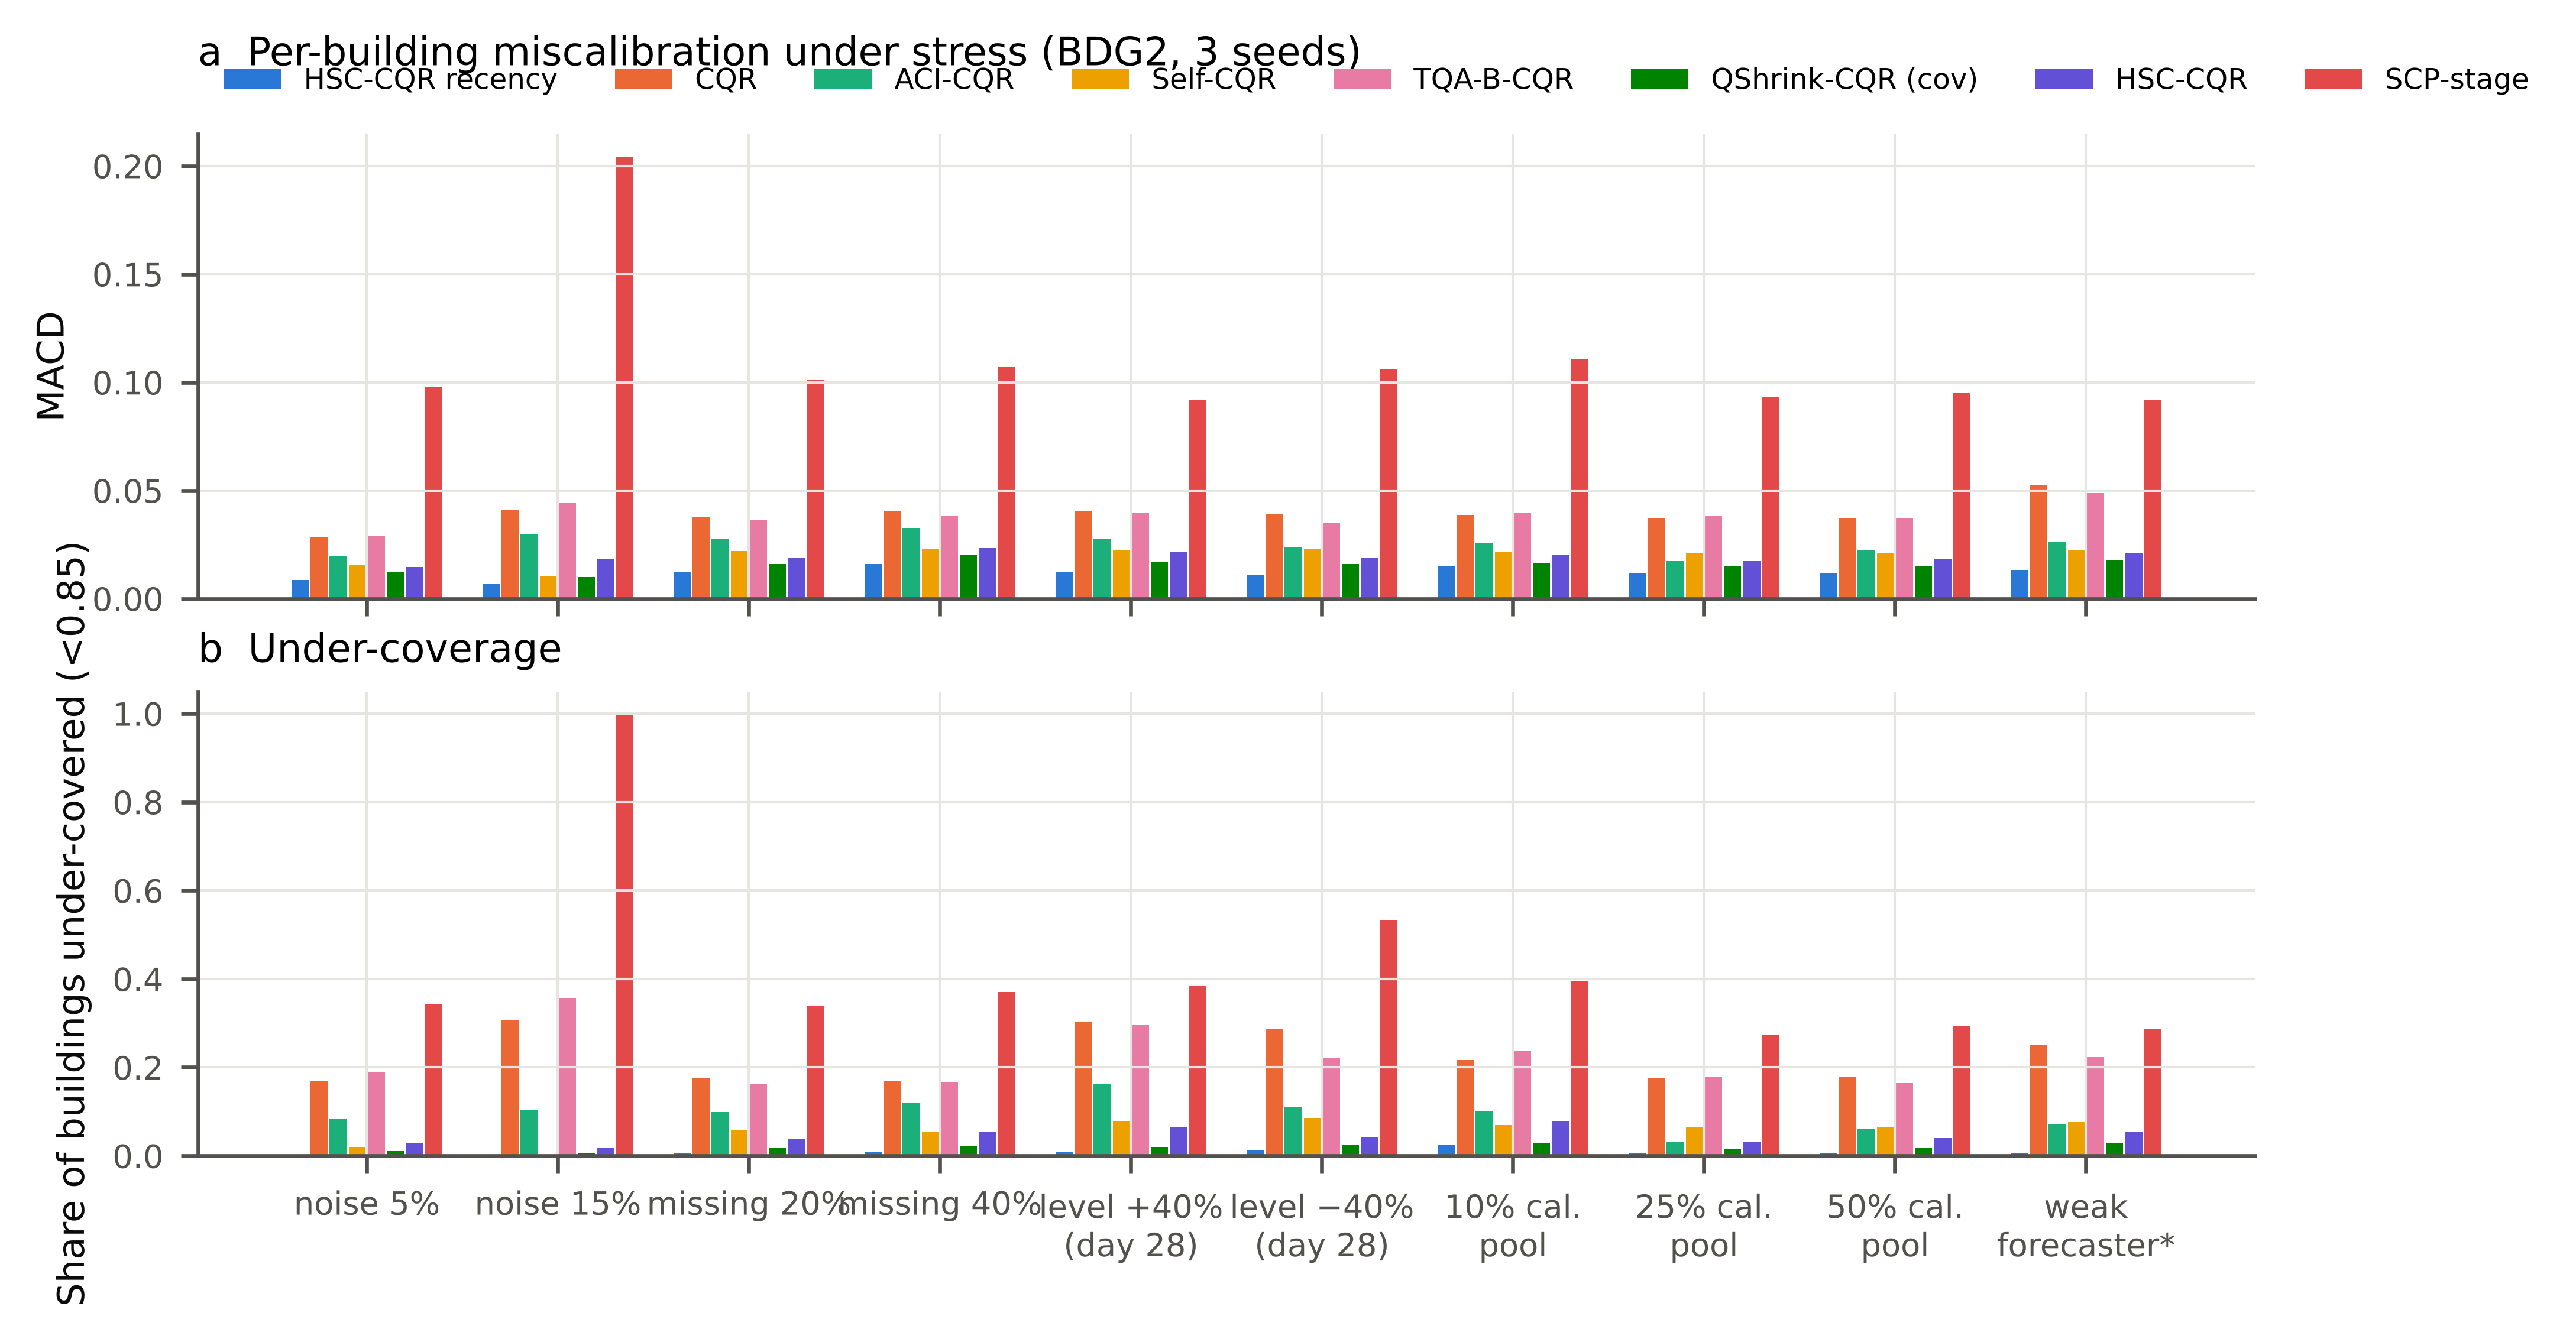 a  Per-building miscalibration under stress (BDG2, 3 seeds)
HSC-CQR recency  CQR  ACI-CQR  Self-CQR  TQA-B-CQR  QShrink-CQR (cov)  HSC-CQR  SCP-stage
MACD
0.20
0.15
0.10
0.05
0.00
b  Under-coverage
Share of buildings under-covered (<0.85)
1.0
0.8
0.6
0.4
0.2
0.0
noise 5%
noise 15%
missing 20%
missing 40%
level +40%
(day 28)
level −40%
(day 28)
10% cal.
pool
25% cal.
pool
50% cal.
pool
weak
forecaster*